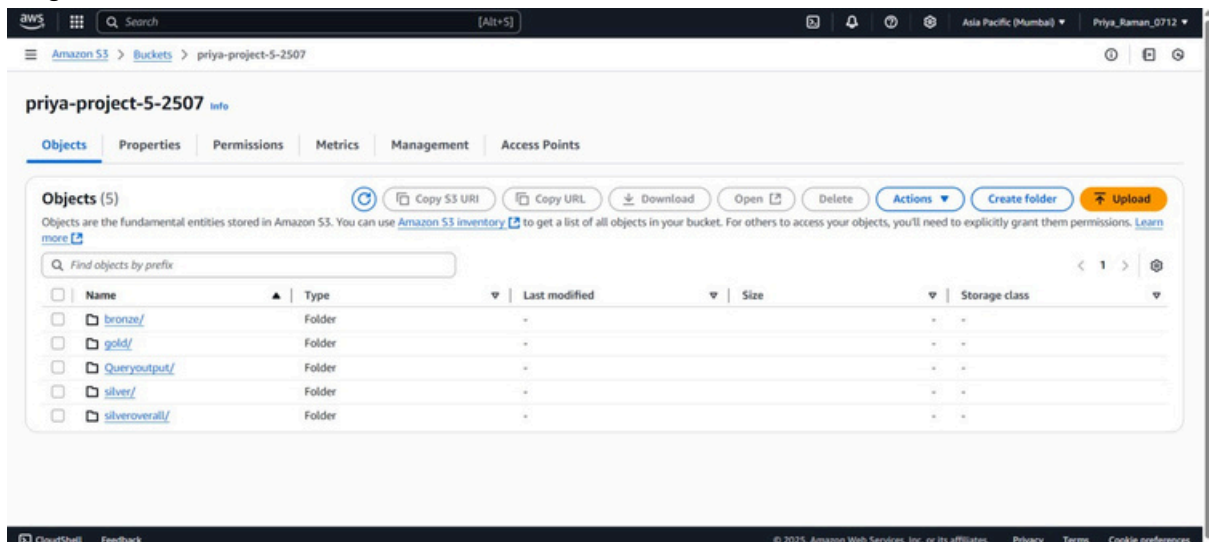 aws Search [Alt+S] Asia Pacific (Mumbai) Priya_Raman_0712
Amazon S3 > Buckets > priya-project-5-2507
priya-project-5-2507 Info
Objects Properties Permissions Metrics Management Access Points
Objects (5) Copy S3 URI Copy URL Download Open Delete Actions Create folder Upload
Objects are the fundamental entities stored in Amazon S3. You can use Amazon S3 inventory to get a list of all objects in your bucket. For others to access your objects, you'll need to explicitly grant them permissions. Learn
more
Find objects by prefix < 1 >
Name Type Last modified Size Storage class
bronze/ Folder - - -
gold/ Folder - - -
Queryoutput/ Folder - - -
silver/ Folder - - -
silveroverall/ Folder - - -
CloudShell Feedback © 2025, Amazon Web Services, Inc. or its affiliates. Privacy Terms Cookie preferences